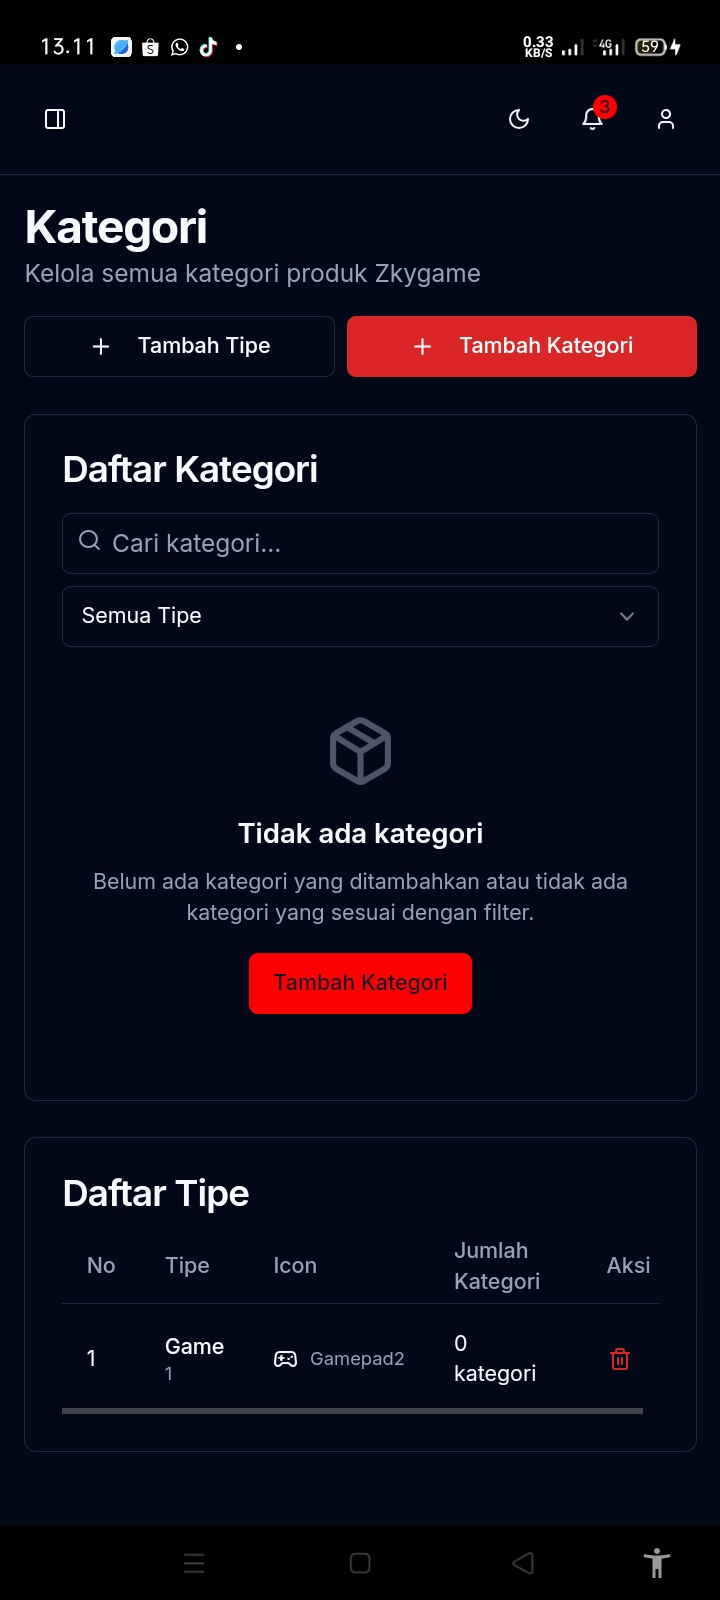 13.11
0.33
KB/S
4G
59
3
Kategori
Kelola semua kategori produk Zkygame
Tambah Tipe
Tambah Kategori
Daftar Kategori
Cari kategori...
Semua Tipe
Tidak ada kategori
Belum ada kategori yang ditambahkan atau tidak ada
kategori yang sesuai dengan filter.
Tambah Kategori
Daftar Tipe
No Tipe Icon Jumlah Kategori Aksi
1 Game 1 Gamepad2 0 kategori